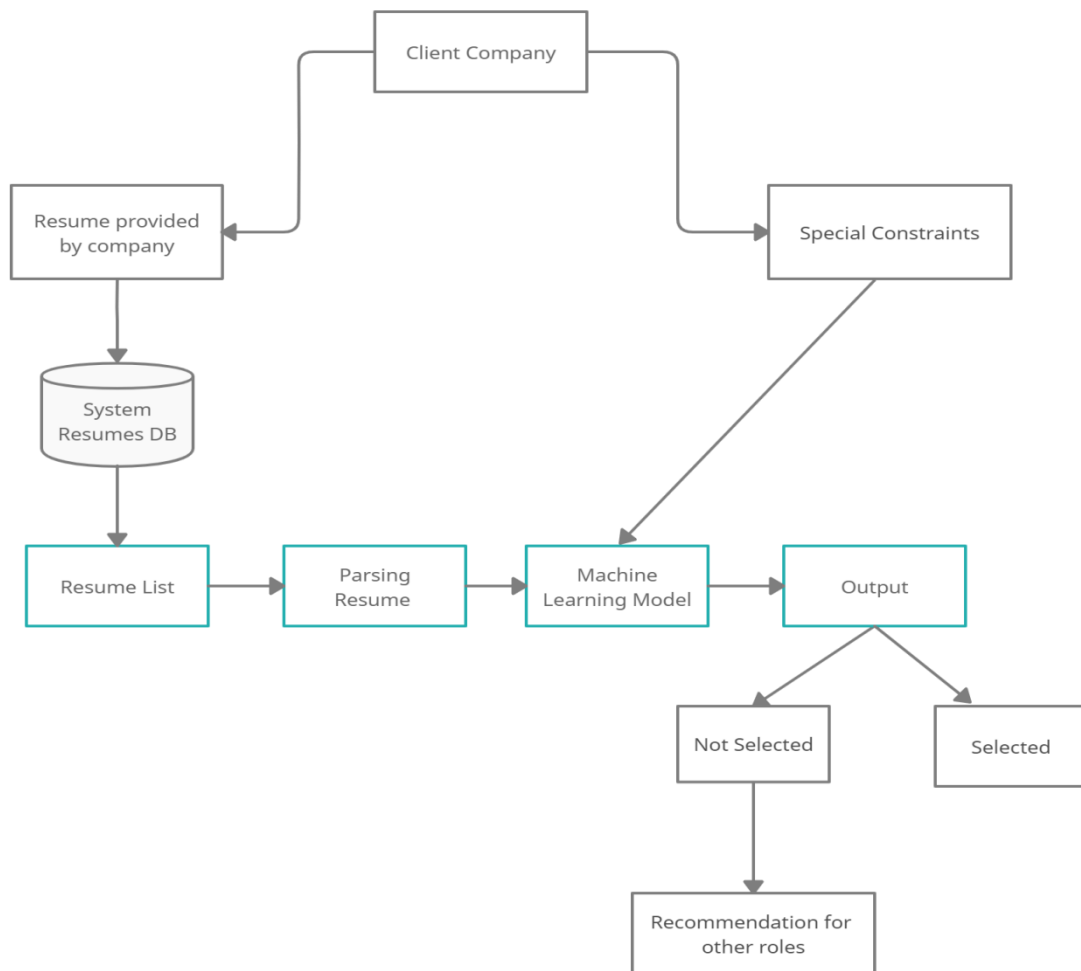 Client Company
Resume provided
by company
Special Constraints
System
Resumes DB
Resume List
Parsing
Resume
Machine
Learning Model
Output
Not Selected
Selected
Recommendation for
other roles